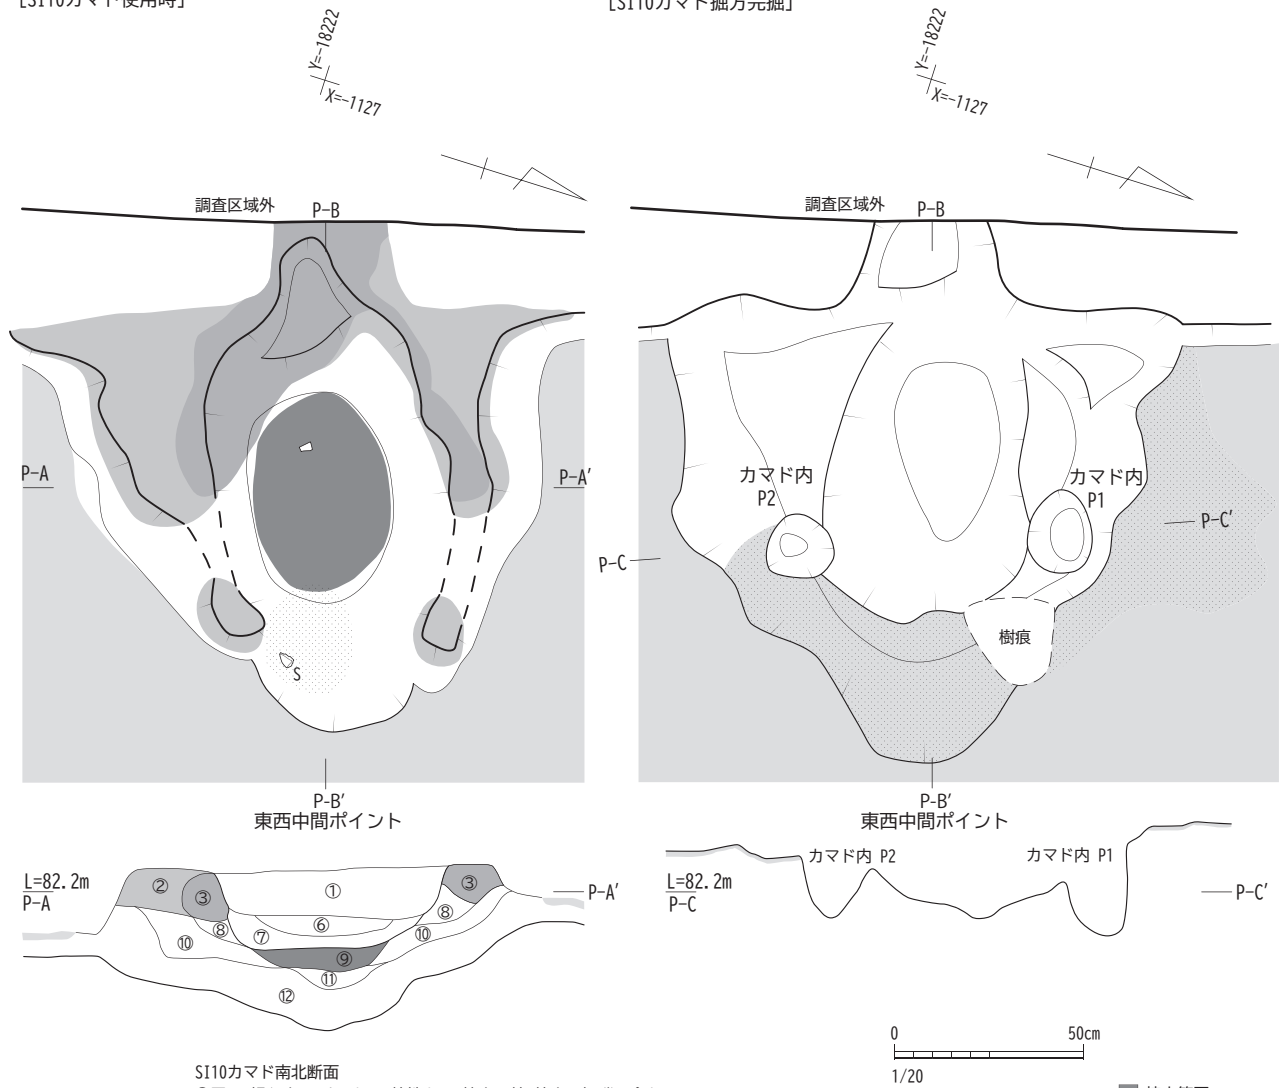 [SI10カマド使用時]
[SI10カマド掘方完掘]
Y=-18222
X=-1127
Y=-18222
X=-1127
調査区域外
P-B
調査区域外
P-B
P-A
P-A′
カマド内
P2
カマド内
P1
P-C
P-C′
樹痕
S
P-B′
東西中間ポイント
P-B′
東西中間ポイント
L=82.2m
P-A
P-A′
②
③
①
③
⑥
⑧
⑦
⑧
⑩
⑩
⑨
⑪
⑫
カマド内 P2
カマド内 P1
L=82.2m
P-C
P-C′
0
50cm
1/20
SI10カマド南北断面